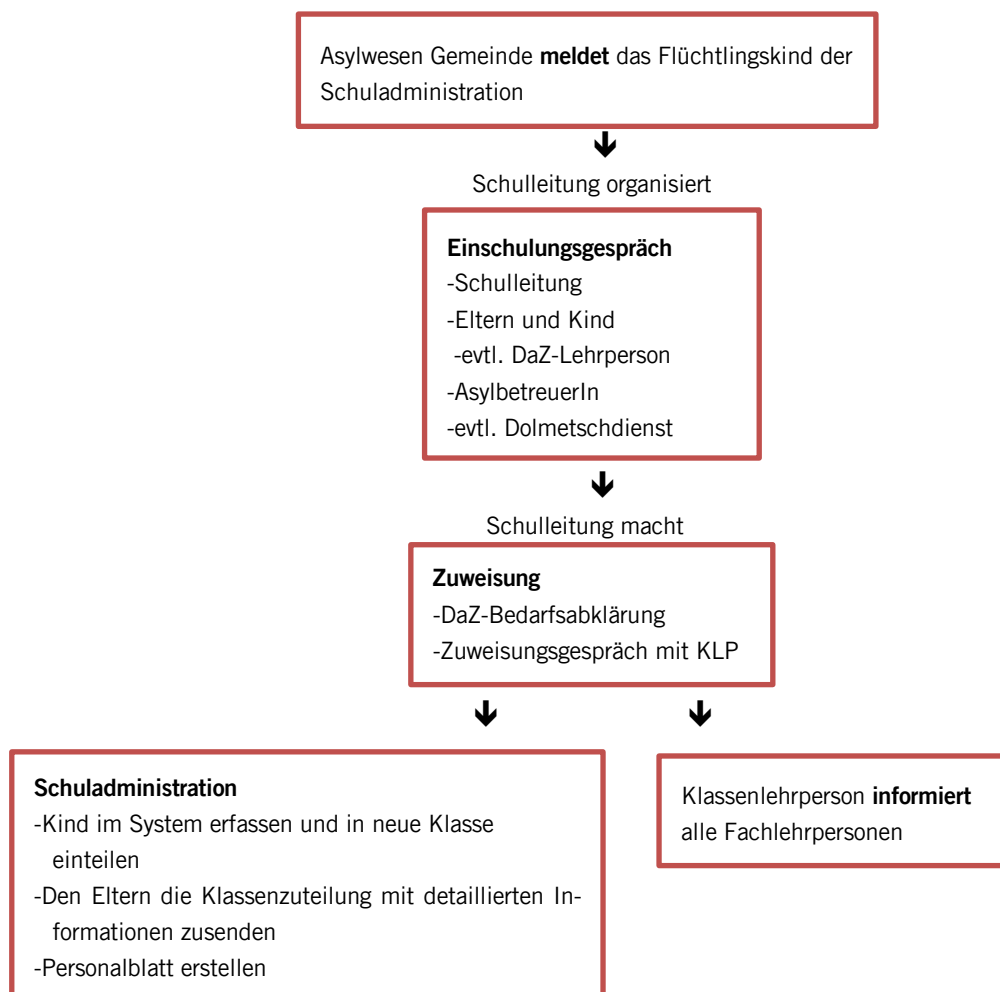 Asylwesen Gemeinde meldet das Flüchtlingskind der
Schuladministration
Schulleitung organisiert
Einschulungsgespräch
-Schulleitung
-Eltern und Kind
-evtl. DaZ-Lehrperson
-AsylbetreuerIn
-evtl. Dolmetschdienst
Schulleitung macht
Zuweisung
-DaZ-Bedarfsabklärung
-Zuweisungsgespräch mit KLP
Schuladministration
-Kind im System erfassen und in neue Klasse
einteilen
-Den Eltern die Klassenzuteilung mit detaillierten In-
formationen zusenden
-Personalblatt erstellen
Klassenlehrperson informiert
alle Fachlehrpersonen